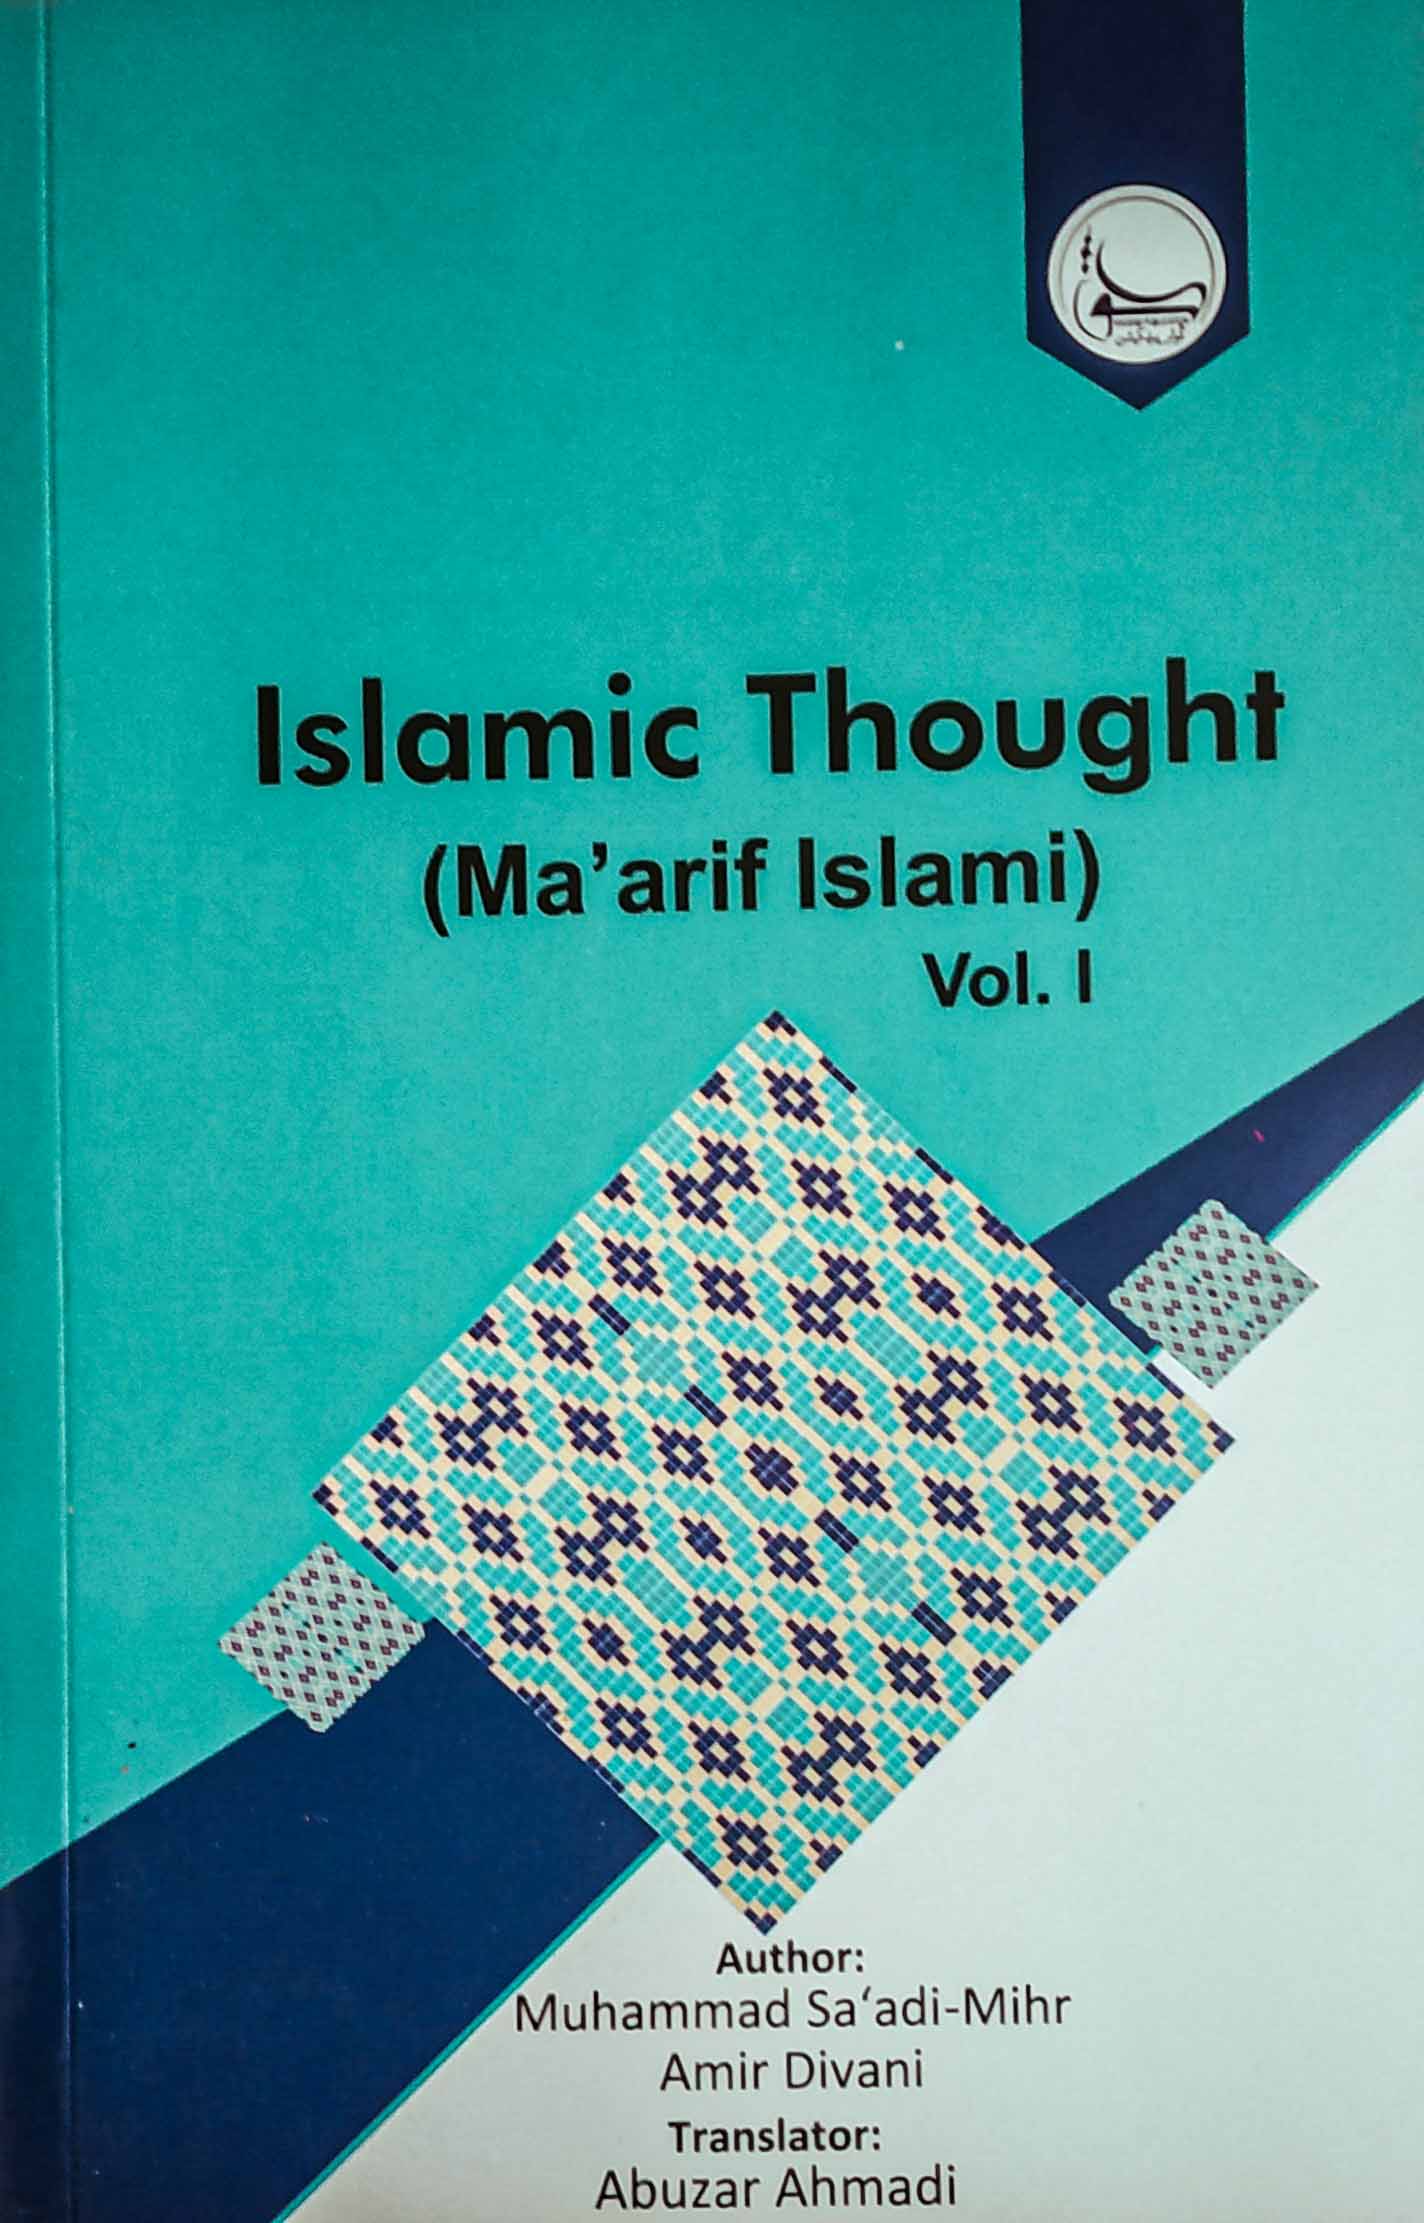 Islamic Thought
(Ma’arif Islami)
Vol. I
Author:
Muhammad Sa‘adi-Mihr
Amir Divani
Translator:
Abuzar Ahmadi